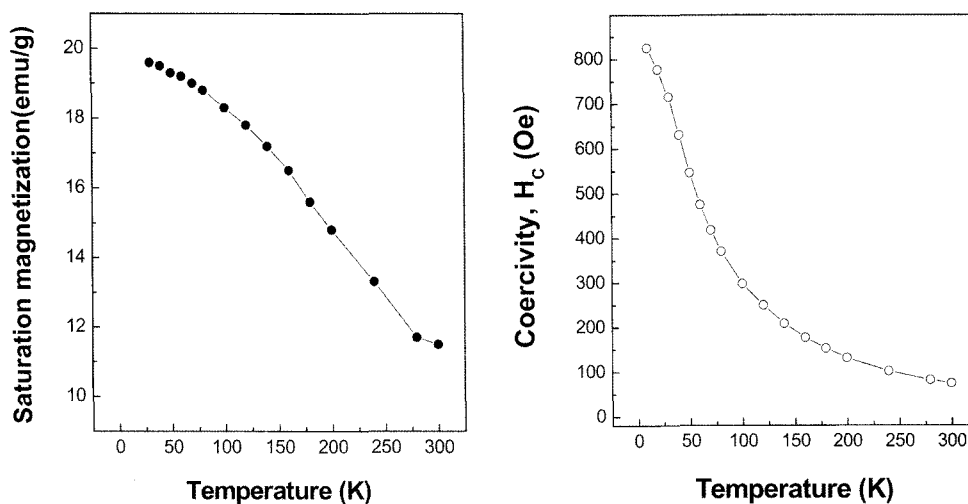 Saturation magnetization(emu/g)
20
18
16
14
12
10
0 50 100 150 200 250 300
Temperature (K)
Coercivity, H_C (Oe)
800
700
600
500
400
300
200
100
0
0 50 100 150 200 250 300
Temperature (K)